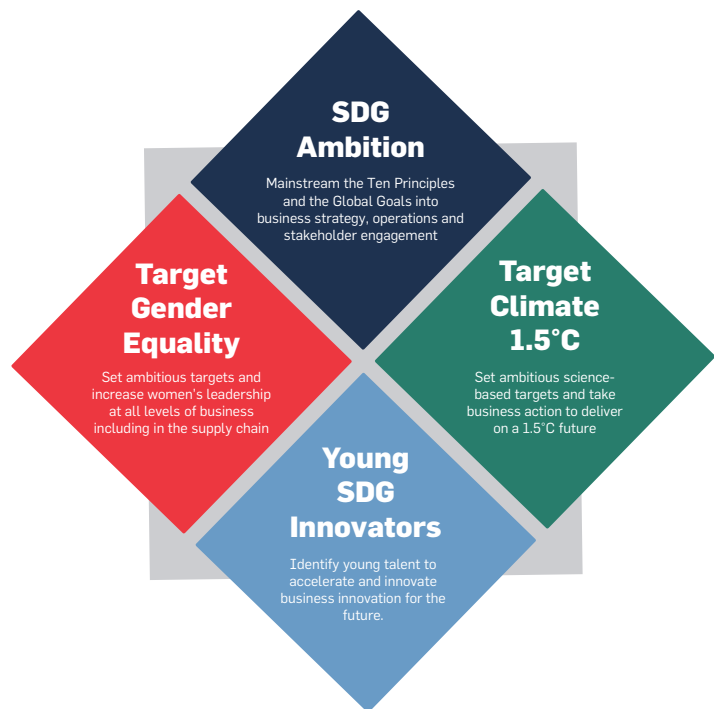 SDG
Ambition
Mainstream the Ten Principles
and the Global Goals into
business strategy, operations and
stakeholder engagement
Target
Gender
Equality
Set ambitious targets and
increase women's leadership
at all levels of business
including in the supply chain
Target
Climate
1.5°C
Set ambitious science-
based targets and take
business action to deliver
on a 1.5°C future
Young
SDG
Innovators
Identify young talent to
accelerate and innovate
business innovation for the
future.